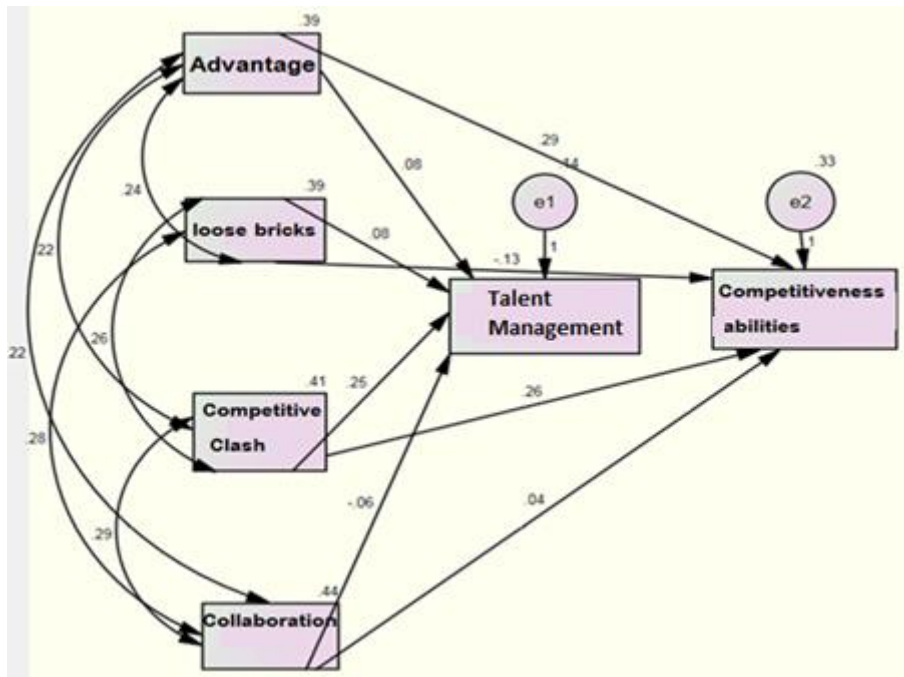 .39
Advantage
.29
.14
.33
.08
e1
e2
.24
.39
loose bricks
.08
1
1
.22
-.13
Talent
Management
Competitiveness
abilities
.26
.22
.41
.25
Competitive
Clash
.26
.28
-.06
.04
.29
.44
Collaboration